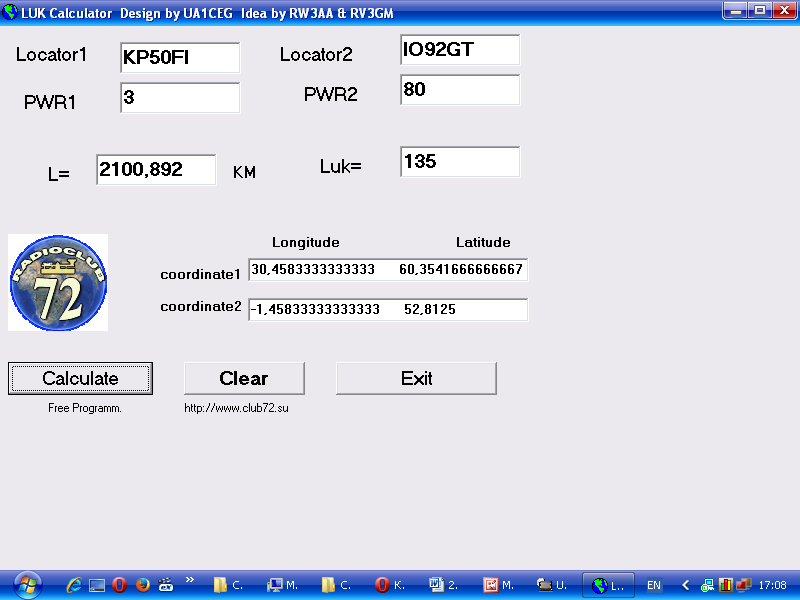 LUK Calculator Design by UA1CEG Idea by RW3AA & RV3GM
Locator1 KP50FI Locator2 IO92GT
PWR1 3 PWR2 80
L= 2100,892 KM Luk= 135
Longitude Latitude
RADIOCLUB
72
coordinate1 30,4583333333333 60,3541666666667
coordinate2 -1,45833333333333 52,8125
Calculate Clear Exit
Free Programm. http://www.club72.su
C. M. C. K. 2. M. U. L.. EN 17:08